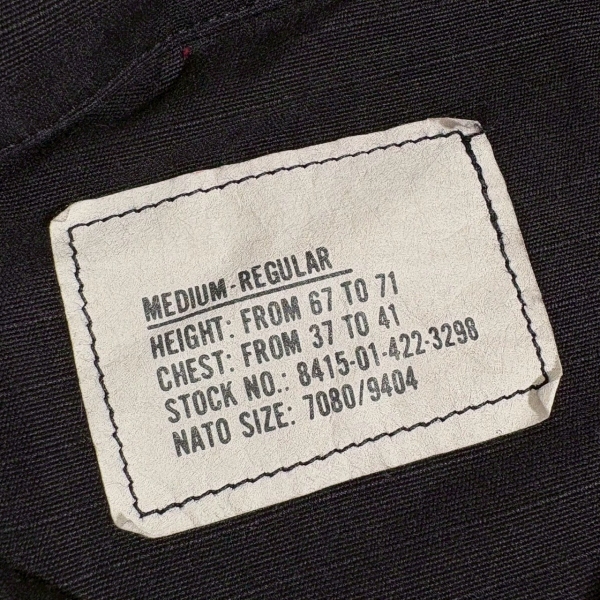 MEDIUM-REGULAR
HEIGHT: FROM 67 TO 71
CHEST: FROM 37 TO 41
STOCK NO.: 8415-01-422-3298
NATO SIZE: 7080/9404